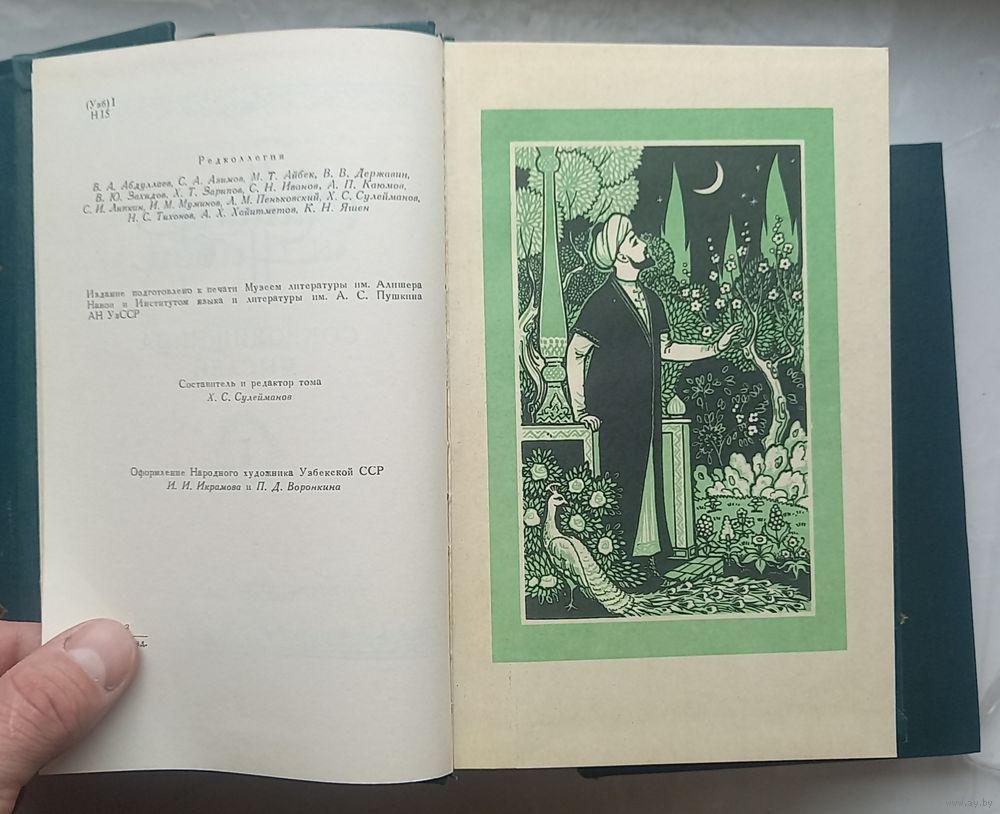 (Узб)1
Н15
Редколлегия
В. А. Абдуллаев, С. А. Азимов, М. Т. Айбек, В. В. Державин,
В. Ю. Захидов, Х. Т. Зарипов, С. Н. Иванов, А. П. Каюмов,
С. И. Липкин, И. М. Муминов, Л. М. Пеньковский, Х. С. Сулейманов,
Н. С. Тихонов, А. Х. Хайитметов, К. Н. Яшен
Издание подготовлено к печати Музеем литературы им. Алишера
Навои и Институтом языка и литературы им. А. С. Пушкина
АН УзССР
Составитель и редактор тома
Х. С. Сулейманов
Оформление Народного художника Узбекской ССР
И. И. Икрамова и П. Д. Воронкина
www.ay.by